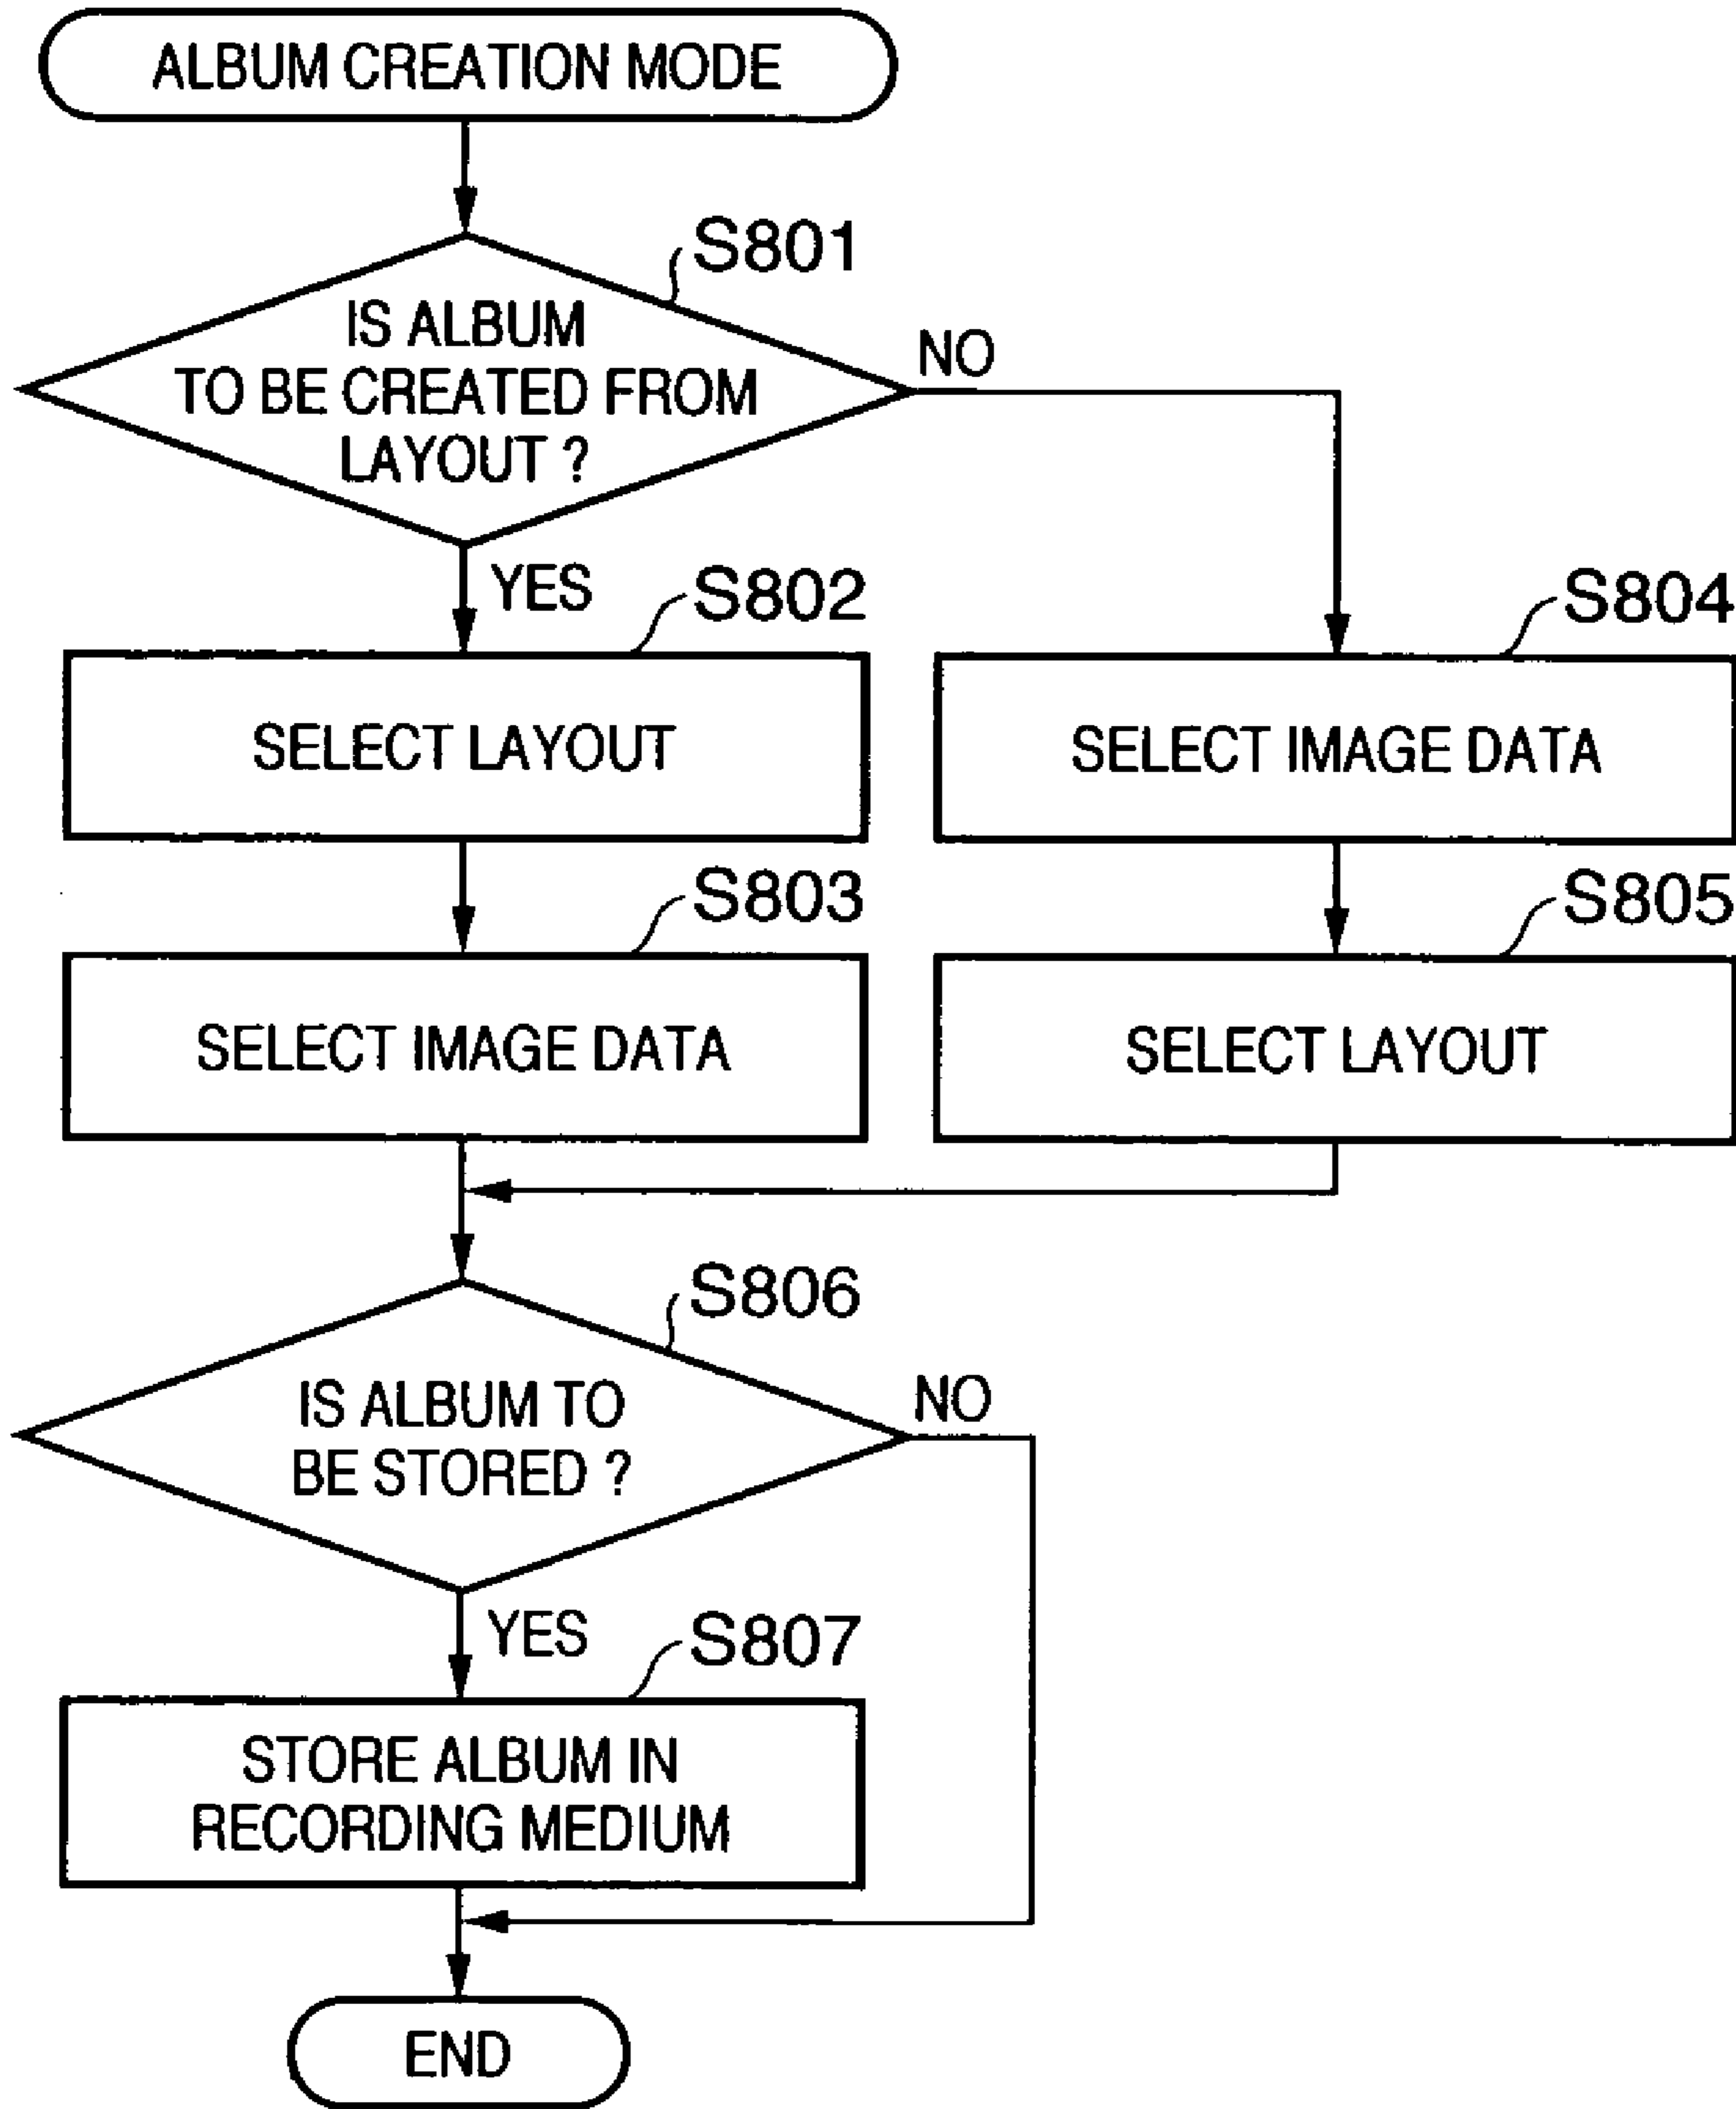 ALBUM CREATION MODE
S801
IS ALBUM
TO BE CREATED FROM
LAYOUT ?
NO
YES
S802
S804
SELECT LAYOUT
SELECT IMAGE DATA
S803
S805
SELECT IMAGE DATA
SELECT LAYOUT
S806
IS ALBUM TO
BE STORED ?
NO
YES
S807
STORE ALBUM IN
RECORDING MEDIUM
END